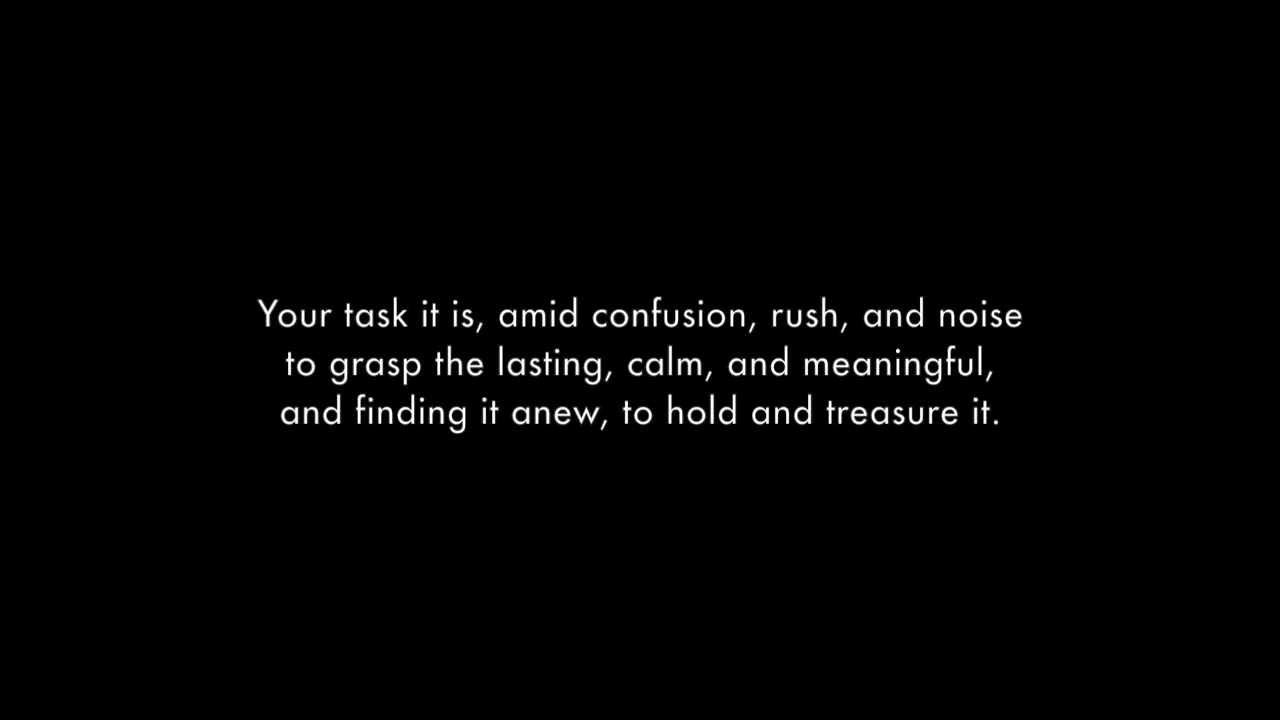 Your task it is, amid confusion, rush, and noise
to grasp the lasting, calm, and meaningful,
and finding it anew, to hold and treasure it.